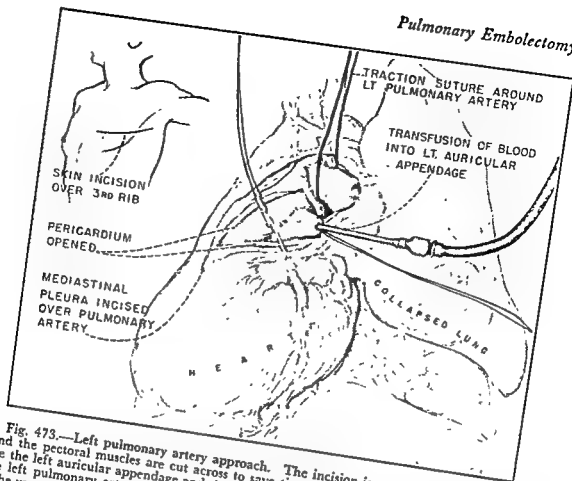 Pulmonary Embolectomy
TRACTION SUTURE AROUND
LT PULMONARY ARTERY
TRANSFUSION OF BLOOD
INTO LT. AURICULAR
APPENDAGE
SKIN INCISION
OVER 3RD RIB
PERICARDIUM
OPENED
MEDIASTINAL
PLEURA INCISED
OVER PULMONARY
ARTERY
HEART
COLLAPSED LUNG
Fig. 473.—Left pulmonary artery approach. The incision
the pectoral muscles are cut across to
the left auricular appendage
left pulmonary